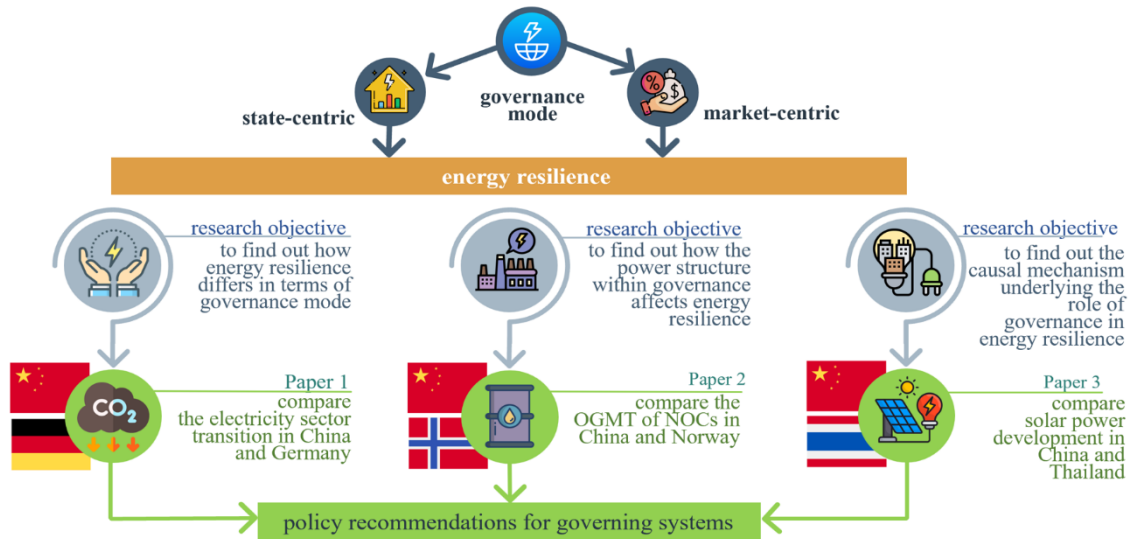 governance
mode
state-centric
market-centric
energy resilience
research objective
to find out how
energy resilience
differs in terms of
governance mode
research objective
to find out how the
power structure
within governance
affects energy
resilience
research objective
to find out the
causal mechanism
underlying the
role of
governance in
energy resilience
Paper 1
compare
the electricity sector
transition in China
and Germany
CO2
Paper 2
compare the
OGMT of NOCs in
China and Norway
Paper 3
compare
solar power
development in
China and
Thailand
policy recommendations for governing systems